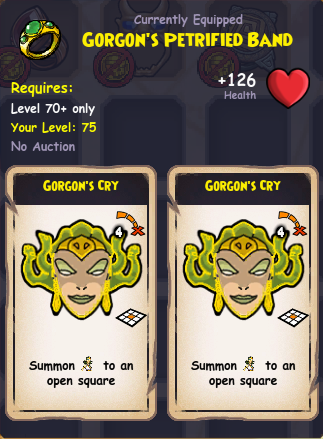 Currently Equipped
Gorgon's Petrified Band
+126
Health
Requires:
Level 70+ only
Your Level: 75
No Auction
Gorgon's Cry
4
Summon to an
open square
Gorgon's Cry
4
Summon to an
open square